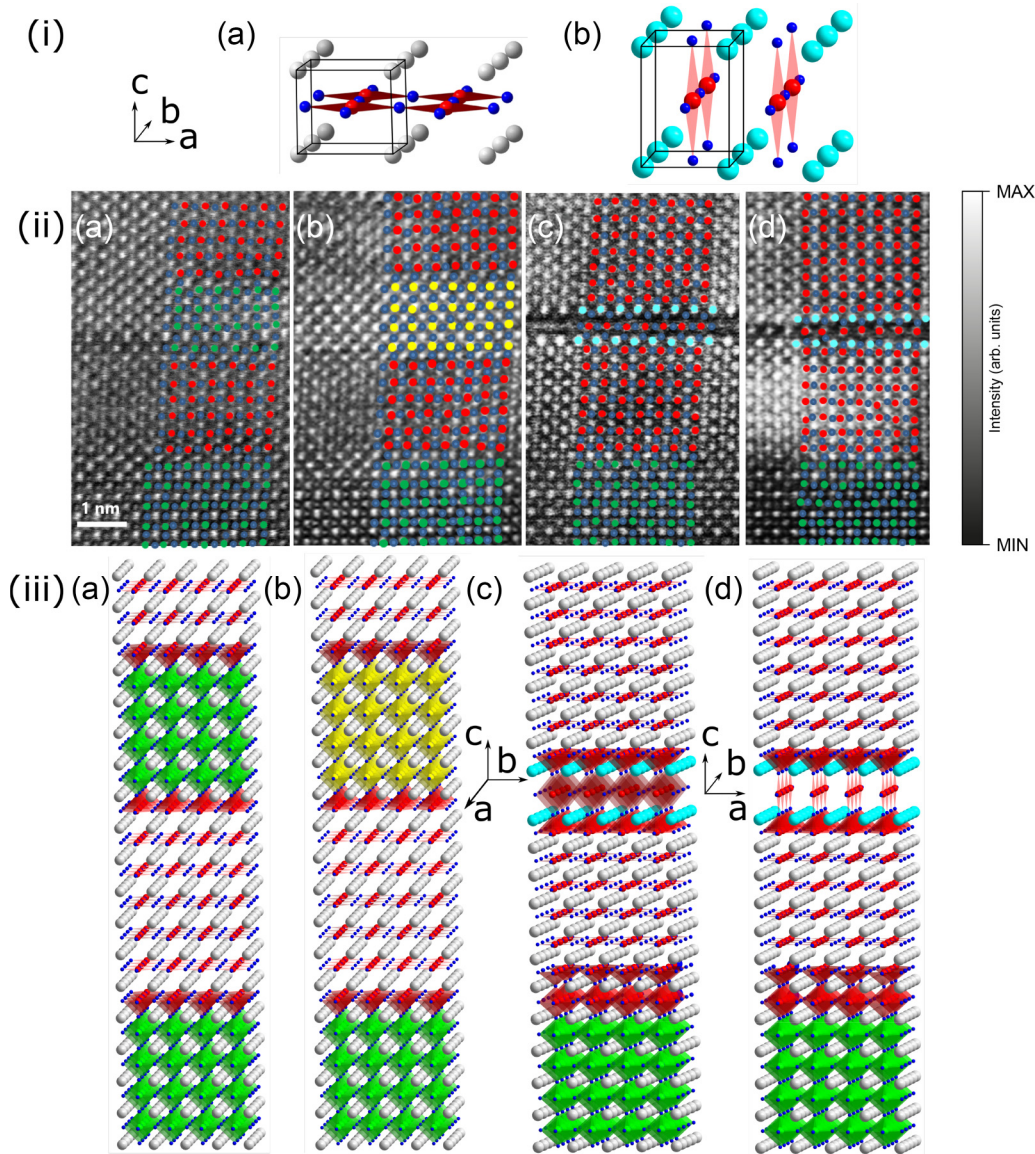 (i)
(a)
(b)
c
b
a
(ii)
(a)
(b)
(c)
(d)
1 nm
MAX
Intensity (arb. units)
MIN
(iii)
(a)
(b)
(c)
(d)
c
b
a
c
b
a